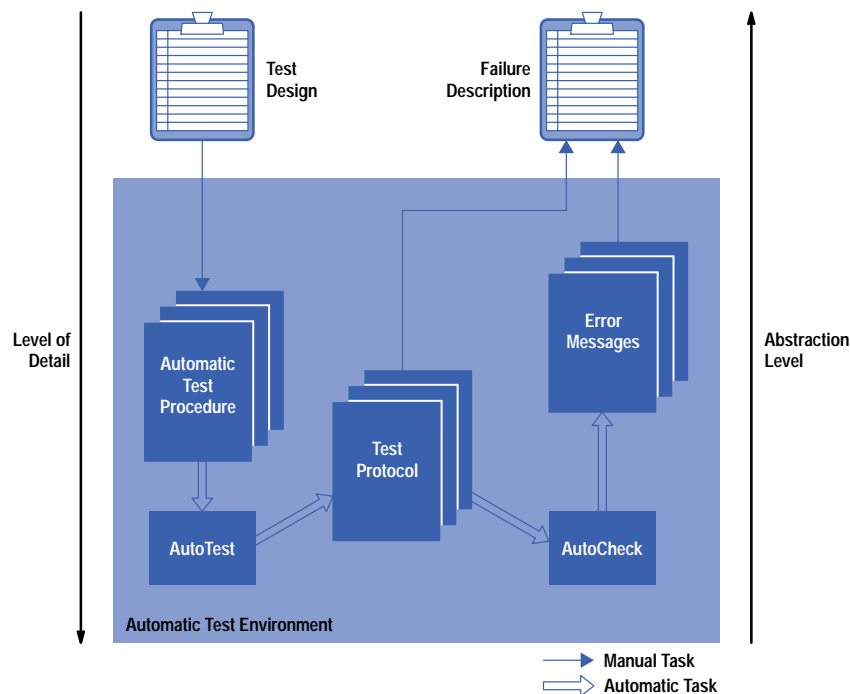 Test
Design
Failure
Description
Level of
Detail
Automatic
Test
Procedure
Test
Protocol
Error
Messages
Abstraction
Level
AutoTest
AutoCheck
Automatic Test Environment
Manual Task
Automatic Task